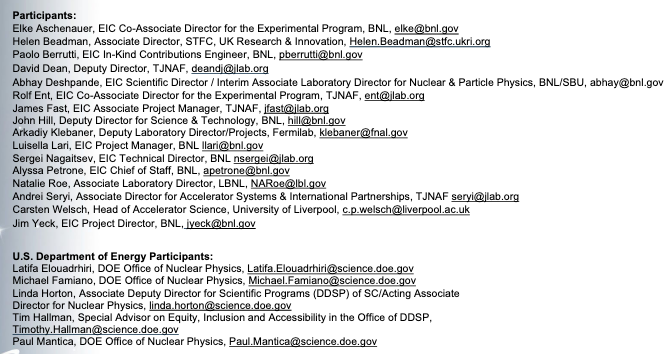 Participants:
Elke Aschenauer, EIC Co-Associate Director for the Experimental Program, BNL, elke@bnl.gov
Helen Beadman, Associate Director, STFC, UK Research & Innovation, Helen.Beadman@stfc.ukri.org
Paolo Berrutti, EIC In-Kind Contributions Engineer, BNL, pberrutti@bnl.gov
David Dean, Deputy Director, TJNAF, deandj@jlab.org
Abhay Deshpande, EIC Scientific Director / Interim Associate Laboratory Director for Nuclear & Particle Physics, BNL/SBU, abhay@bnl.gov
Rolf Ent, EIC Co-Associate Director for the Experimental Program, TJNAF, ent@jlab.org
James Fast, EIC Associate Project Manager, TJNAF, jfast@jlab.org
John Hill, Deputy Director for Science & Technology, BNL, hill@bnl.gov
Arkadiy Klebaner, Deputy Laboratory Director/Projects, Fermilab, klebaner@fnal.gov
Luisella Lari, EIC Project Manager, BNL llari@bnl.gov
Sergei Nagaitsev, EIC Technical Director, BNL nsergei@jlab.org
Alyssa Petrone, EIC Chief of Staff, BNL, apetrone@bnl.gov
Natalie Roe, Associate Laboratory Director, LBNL, NARoe@lbl.gov
Andrei Seryi, Associate Director for Accelerator Systems & International Partnerships, TJNAF seryi@jlab.org
Carsten Welsch, Head of Accelerator Science, University of Liverpool, c.p.welsch@liverpool.ac.uk
Jim Yeck, EIC Project Director, BNL, jyeck@bnl.gov
U.S. Department of Energy Participants:
Latifa Elouadrhiri, DOE Office of Nuclear Physics, Latifa.Elouadrhiri@science.doe.gov
Michael Famiano, DOE Office of Nuclear Physics, Michael.Famiano@science.doe.gov
Linda Horton, Associate Deputy Director for Scientific Programs (DDSP) of SC/Acting Associate
Director for Nuclear Physics, linda.horton@science.doe.gov
Tim Hallman, Special Advisor on Equity, Inclusion and Accessibility in the Office of DDSP,
Timothy.Hallman@science.doe.gov
Paul Mantica, DOE Office of Nuclear Physics, Paul.Mantica@science.doe.gov